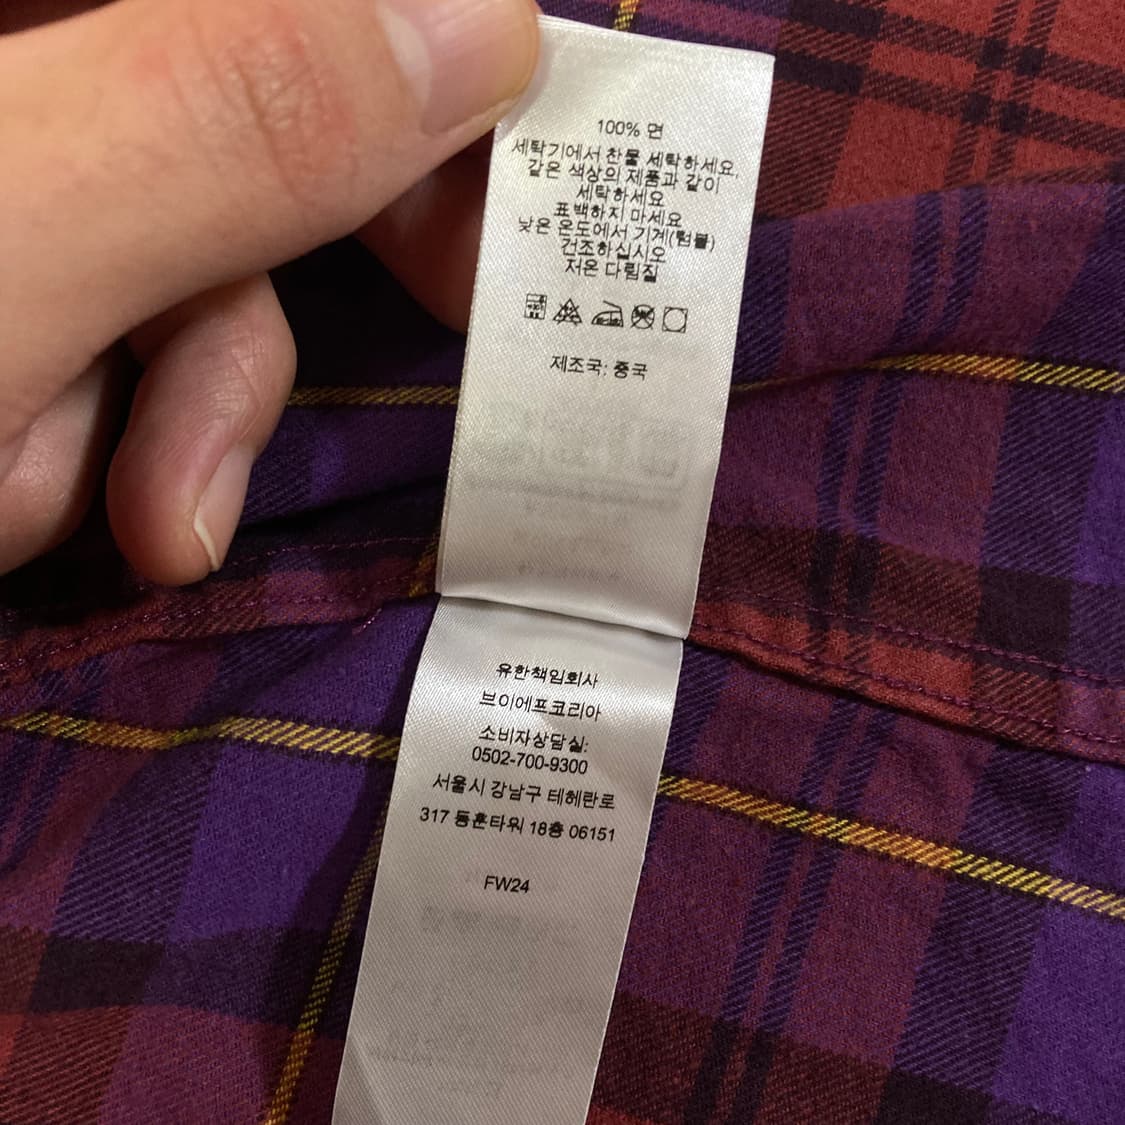 100% 면
세탁기에서 찬물 세탁하세요.
같은 색상의 제품과 같이
세탁하세요
표백하지 마세요
낮은 온도에서 기계(텀블)
건조하십시오
저온 다림질
제조국: 중국
유한책임회사
브이에프코리아
소비자상담실:
0502-700-9300
서울시 강남구 테헤란로
317 동훈타워 18층 06151
FW24